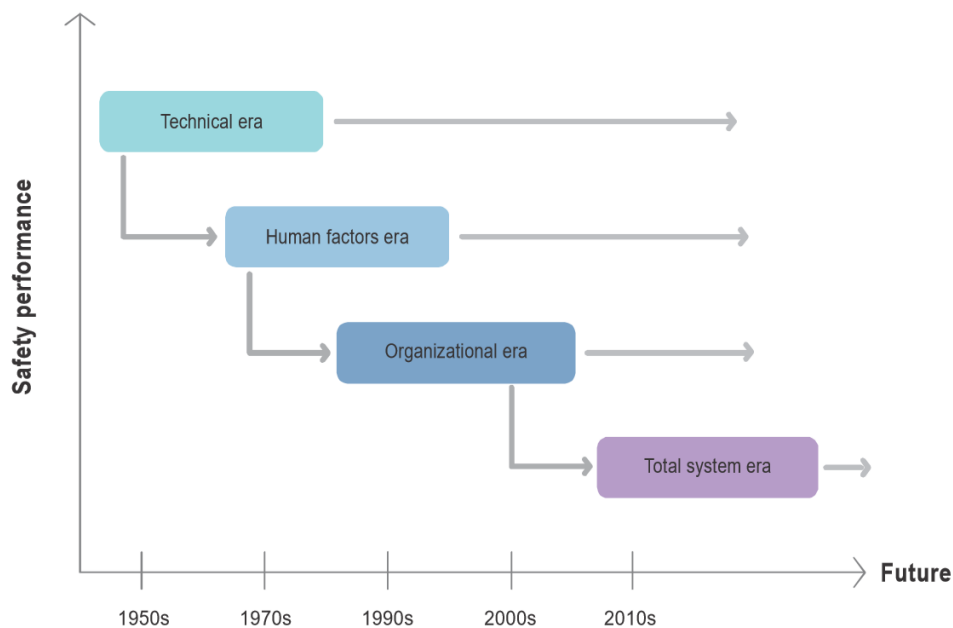 Technical era
Human factors era
Organizational era
Total system era
Safety performance
Future
1950s
1970s
1990s
2000s
2010s